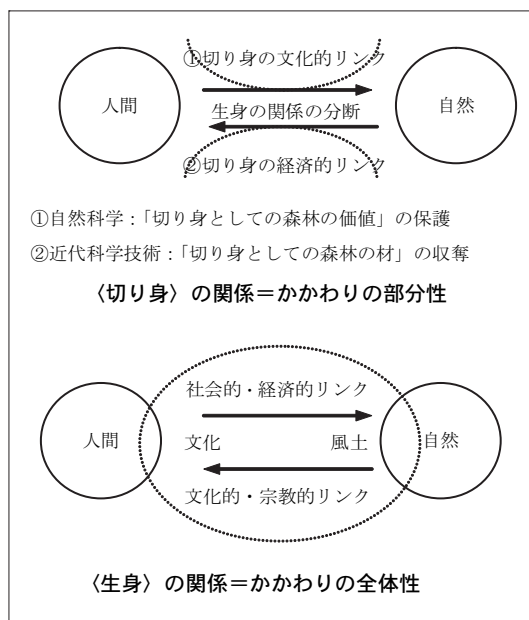 ①切り身の文化的リンク
人間
生身の関係の分断
自然
②切り身の経済的リンク
①自然科学：「切り身としての森林の価値」の保護
②近代科学技術：「切り身としての森林の材」の収奪
〈切り身〉の関係＝かかわりの部分性
社会的・経済的リンク
人間
文化
風土
自然
文化的・宗教的リンク
〈生身〉の関係＝かかわりの全体性